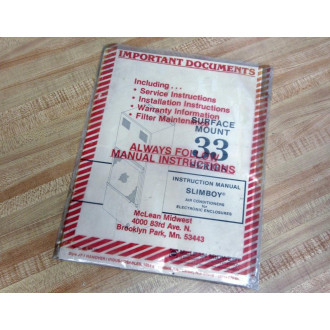 IMPORTANT DOCUMENTS
Including...
• Service Instructions
• Installation Instructions
• Warranty Information
• Filter Maintenance
SURFACE
MOUNT
33
ALWAYS FOLLOW
MANUAL INSTRUCTIONS
INSTRUCTION MANUAL
SLIMBOY®
AIR CONDITIONERS
for
ELECTRONIC ENCLOSURES
McLean Midwest
4000 83rd Ave. N.
Brooklyn Park, Mn. 53443